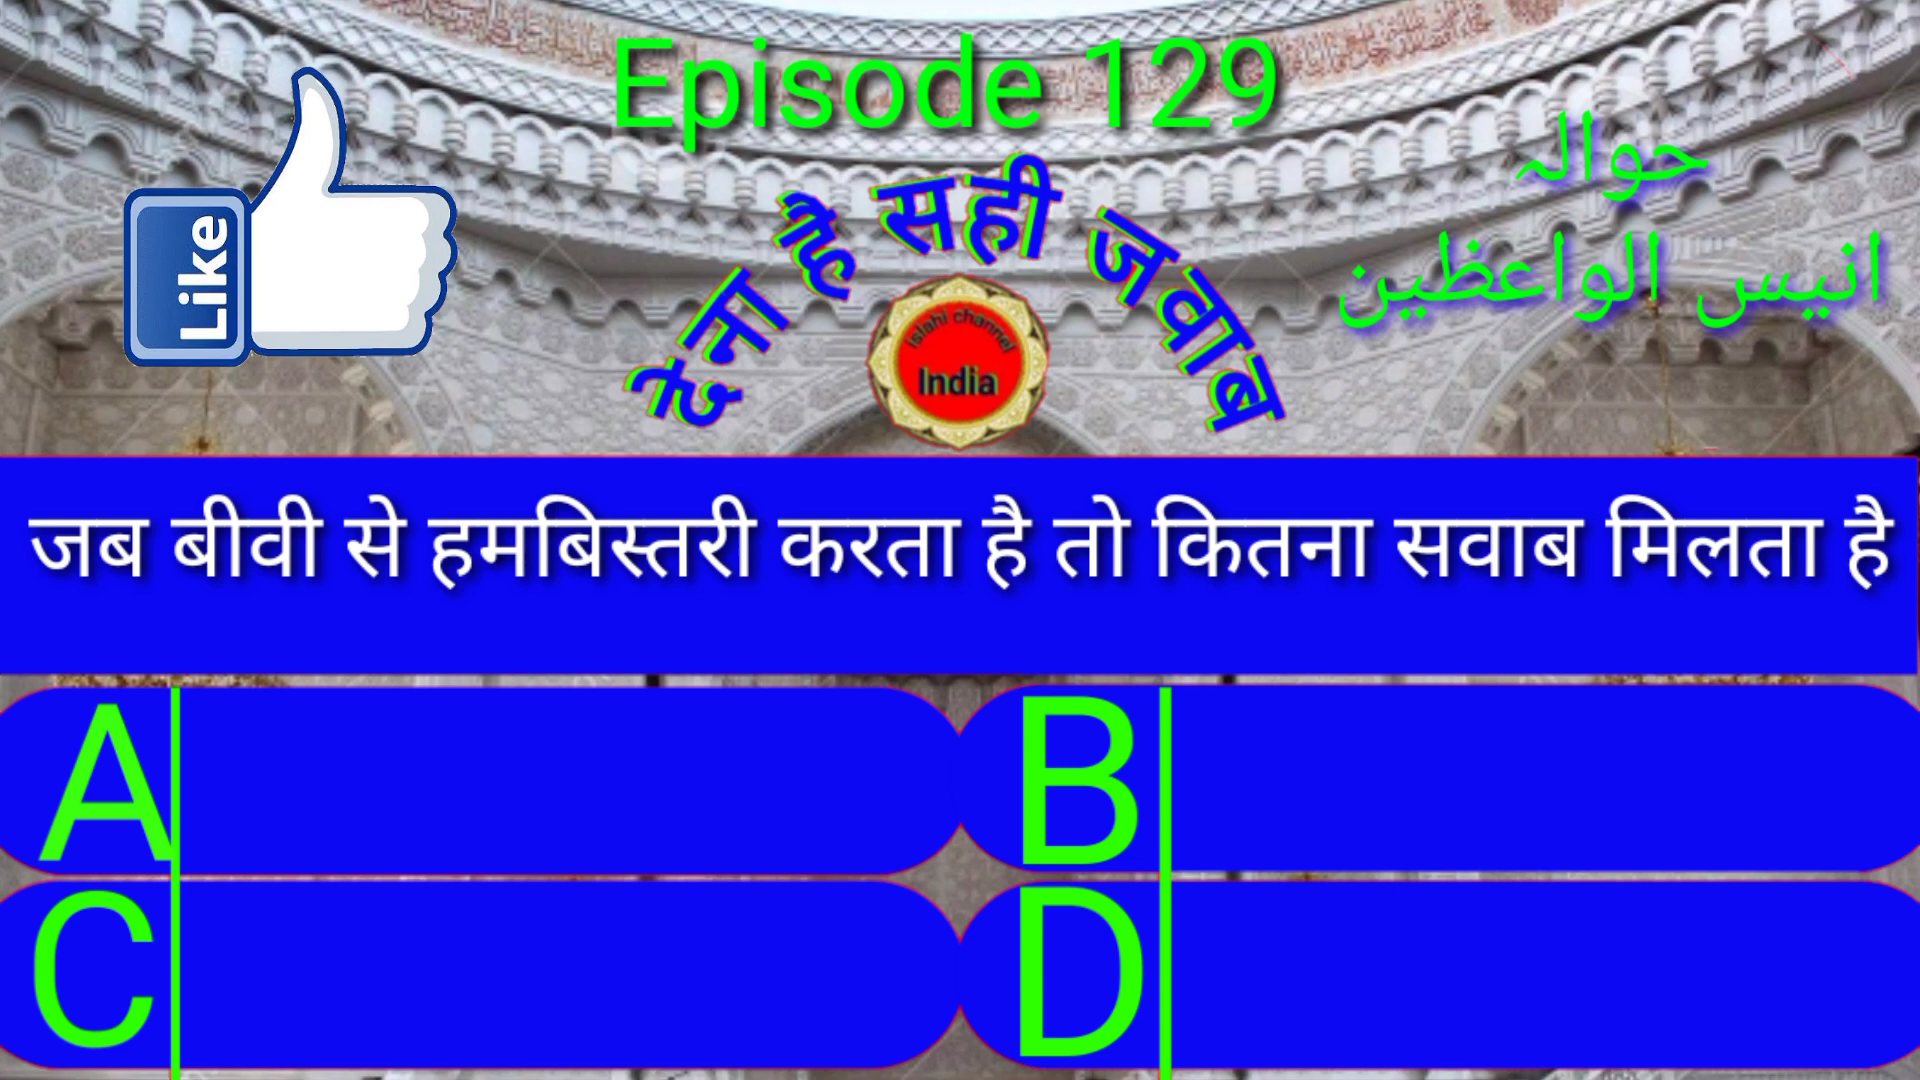 Episode 129
Like
حوالہ
انیس الواعظین
देना है सही जवाब
islahi channel
India
जब बीवी से हमबिस्तरी करता है तो कितना सवाब मिलता है
A
B
C
D